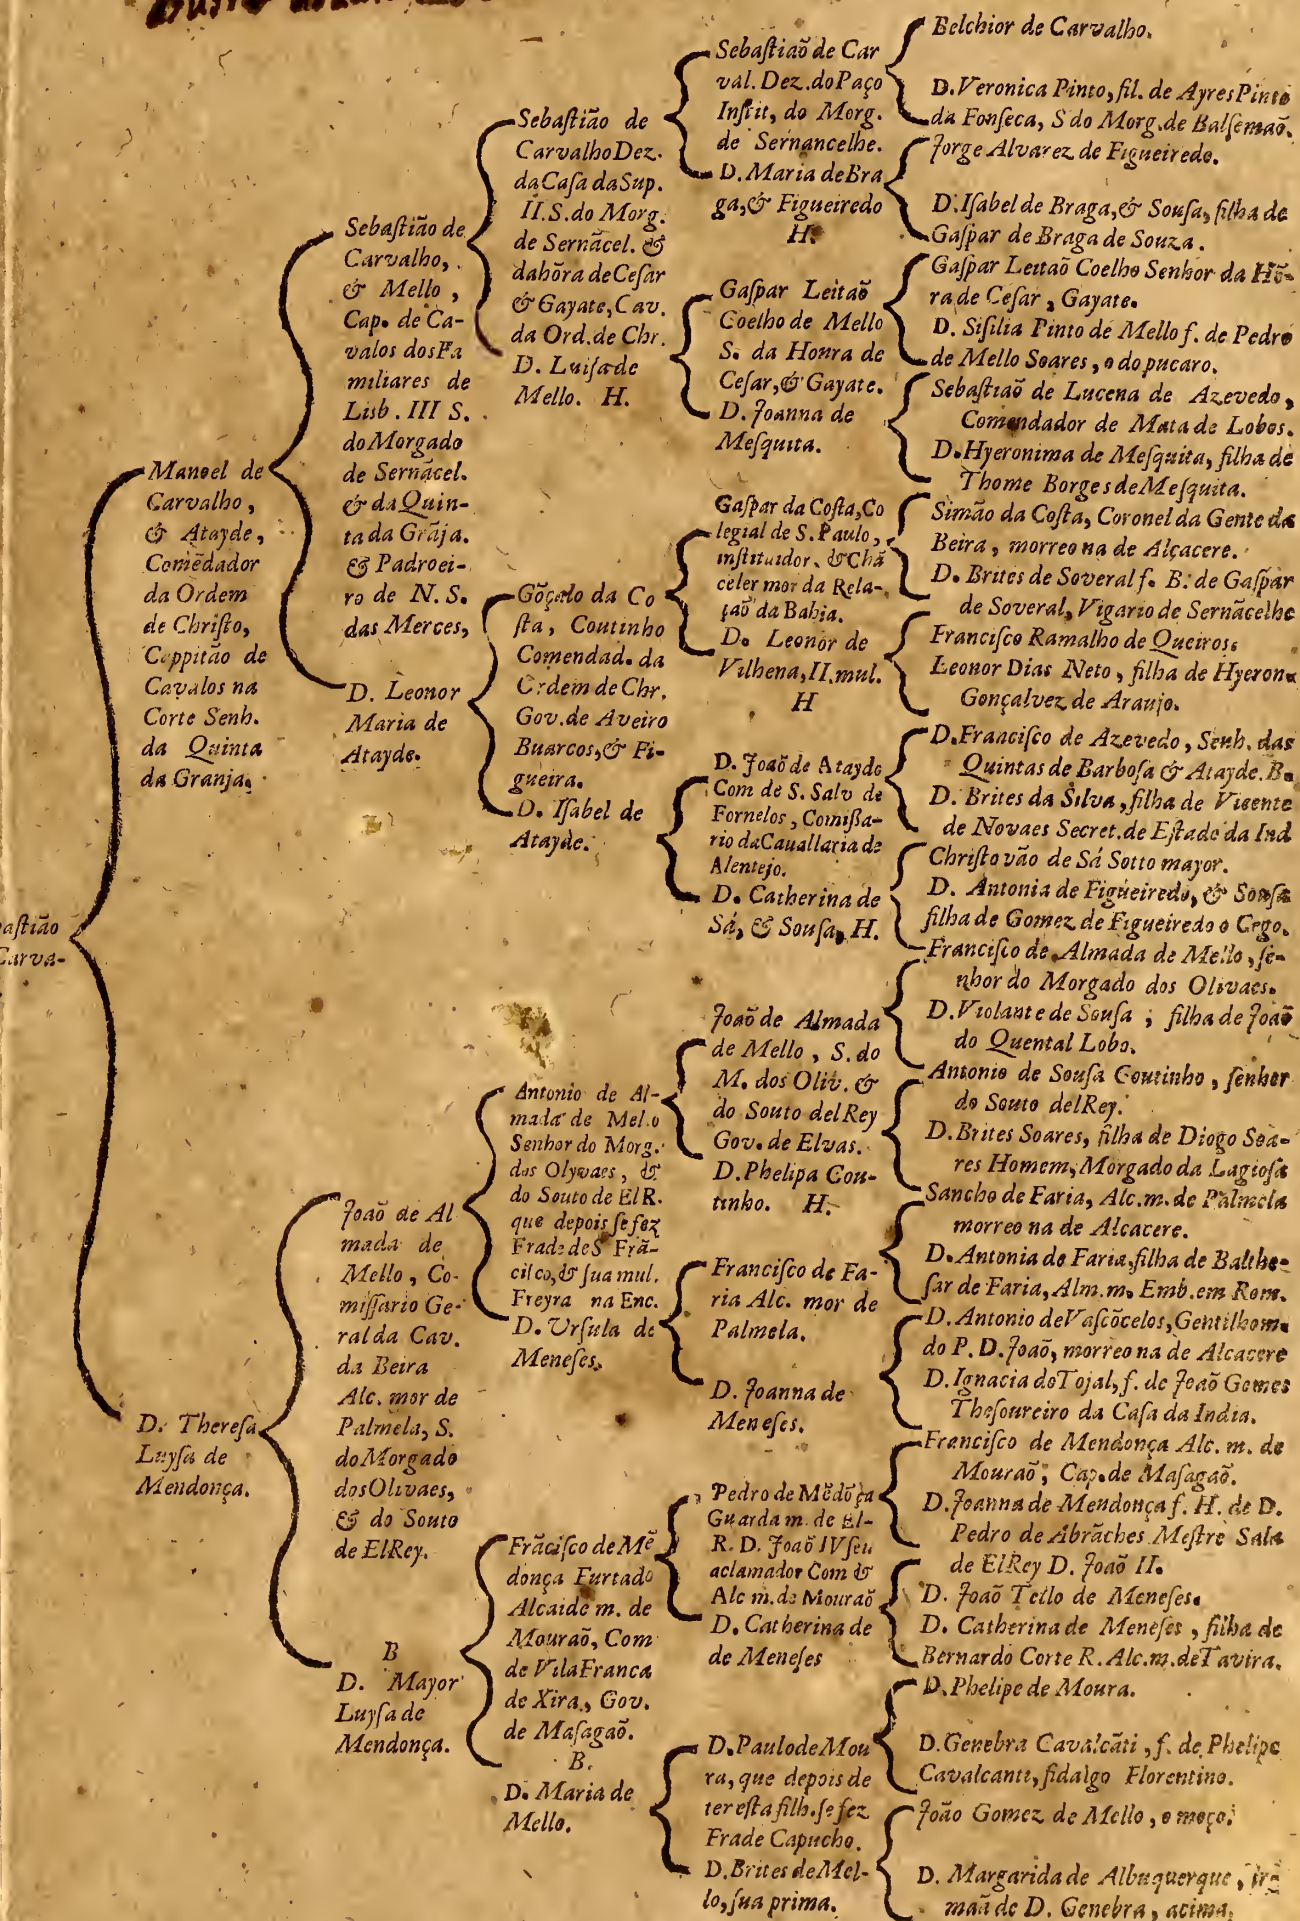 aſtião
Carva-
Manoel de
Carvalho,
& Atayde,
Comẽdador
da Ordem
de Chriſto,
Cappitão de
Cavalos na
Corte Senh.
da Quinta
da Granja.
D. Thereſa
Luyſa de
Mendonça.
Sebaſtião de
Carvalho,
& Mello,
Cap. de Ca-
valos dos Fa
miliares de
Lisb. III S.
do Morgado
de Sernãcel.
& da Quin-
ta da Grãja.
& Padroei-
ro de N. S.
das Merces,
D. Leonor
Maria de
Atayde.
Joaõ de Al
mada de
Mello, Co-
miſſario Ge-
ral da Cav.
da Beira
Alc. mor de
Palmela, S.
do Morgado
dos Olivaes,
& do Souto
de ElRey.
B
D. Mayor
Luyſa de
Mendonça.
Sebaſtião de
Carvalho Dez.
da Caſa da Sup.
II. S. do Morg.
de Sernãcel. &
da hõra de Ceſar
& Gayate, Cav.
da Ord. de Chr.
D. Luiſa de
Mello. H.
Gõçalo da Co
ſta, Coutinho
Comendad. da
Ordem de Chr.
Gov. de Aveiro
Buarcos, & Fi-
gueira.
D. Iſabel de
Atayde.
Antonio de Al-
mada de Mello
Senhor do Morg.
dos Olyvaes, &
do Souto de El R.
que depois ſe fez
Frade de S Frã-
ciſco, & ſua mul.
Freyra na Enc.
D. Urſula de
Meneſes.
Frãciſco de Mẽ
donça Furtado
Alcaide m. de
Mouraõ, Com
de Vila Franca
de Xira, Gov.
de Maſagaõ.
B.
D. Maria de
Mello.
Sebaſtiaõ de Car
val. Dez. do Paço
Inſtit, do Morg.
de Sernancelhe.
D. Maria de Bra
ga, & Figueiredo
H.
Gaſpar Leitaõ
Coelho de Mello
S. da Honra de
Ceſar, & Gayate.
D. Joanna de
Meſquita.
Gaſpar da Coſta, Co
legial de S. Paulo,
inſtituidor. & Chã
celer mor da Rela-
çaõ da Bahia.
D. Leonor de
Vilhena, II. mul.
H
D. Joaõ de Atayde
Com de S. Salv de
Fornelos, Comißa-
rio da Cauallaria de
Alentejo.
D. Catherina de
Sá, & Souſa, H.
Joaõ de Almada
de Mello, S. do
M. dos Oliv. &
do Souto del Rey
Gov. de Elvas.
D. Phelipa Cou-
tinho. H.
Franciſco de Fa-
ria Alc. mor de
Palmela.
D. Joanna de
Meneſes.
Pedro de Mẽdõça
Guarda m. de El-
R. D. Joaõ IV ſeu
aclamador Com &
Alc m. de Mouraõ
D. Catherina de
de Meneſes
D. Paulo de Mou
ra, que depois de
ter eſta filh. ſe fez
Frade Capucho.
D. Brites de Mel-
lo, ſua prima.
Belchior de Carvalho.
D. Veronica Pinto, fil. de Ayres Pinto
da Fonſeca, S do Morg. de Balſemaõ.
Jorge Alvarez de Figueiredo.
D. Iſabel de Braga, & Souſa, filha de
Gaſpar de Braga de Souza.
Gaſpar Leitaõ Coelho Senhor da Hõ-
ra de Ceſar, Gayate.
D. Siſilia Pinto de Mello f. de Pedro
de Mello Soares, o do pucaro.
Sebaſtiaõ de Lucena de Azevedo,
Comendador de Mata de Lobos.
D. Hyeronima de Meſquita, filha de
Thome Borges de Meſquita.
Simão da Coſta, Coronel da Gente da
Beira, morreo na de Alçacere.
D. Brites de Soveral f. B. de Gaſpar
de Soveral, Vigario de Sernãcelhe
Franciſco Ramalho de Queiros.
Leonor Dias Neto, filha de Hyeron.
Gonçalvez de Araujo.
D. Franciſco de Azevedo, Senh. das
Quintas de Barboſa & Atayde. B.
D. Brites da Silva, filha de Vicente
de Novaes Secret. de Eſtado da Ind
Chriſtovão de Sá Sotto mayor.
D. Antonia de Figueiredo, & Souſa
filha de Gomez de Figueiredo o Cego.
Franciſco de Almada de Mello, ſe-
nhor do Morgado dos Olivaes.
D. Violante de Souſa, filha de Joaõ
do Quental Lobo.
Antonio de Souſa Coutinho, ſenhor
do Souto delRey.
D. Brites Soares, filha de Diogo Soa-
res Homem, Morgado da Lagioſa
Sancho de Faria, Alc. m. de Palmela
morreo na de Alcacere.
D. Antonia de Faria, filha de Balthe-
ſar de Faria, Alm. m. Emb. em Rom.
D. Antonio de Vaſcõcelos, Gentilhom.
do P. D. Joaõ, morreo na de Alcacere
D. Ignacia do Tojal, f. de Joaõ Gomes
Theſoureiro da Caſa da India.
Franciſco de Mendonça Alc. m. de
Mouraõ, Cap. de Maſagaõ.
D. Joanna de Mendonça f. H. de D.
Pedro de Abrãches Meſtre Sala
de ElRey D. Joaõ II.
D. Joaõ Tello de Meneſes.
D. Catherina de Meneſes, filha de
Bernardo Corte R. Alc. m. de Tavira.
D. Phelipe de Moura.
D. Genebra Cavalcãti, f. de Phelipe
Cavalcanti, fidalgo Florentino.
João Gomez de Mello, o moço.
D. Margarida de Albuquerque, ir-
maã de D. Genebra, acima.